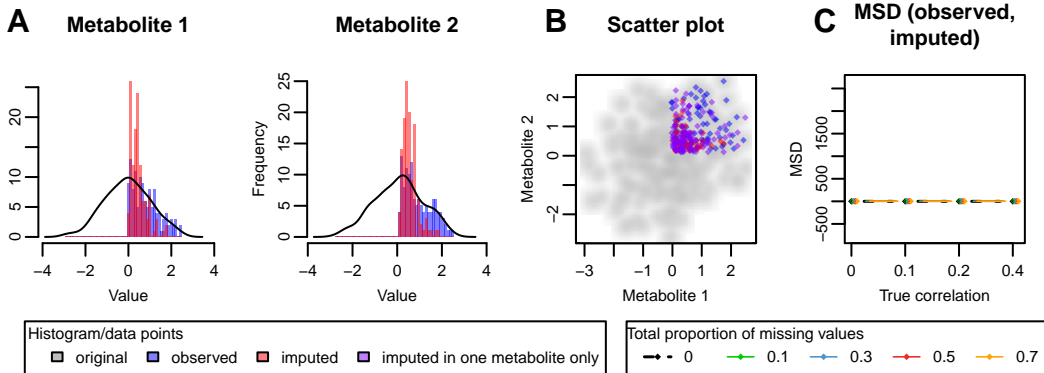 A
Metabolite 1
Metabolite 2
B
Scatter plot
C
MSD (observed,
imputed)
0 5 10 20
−4 −2 0 2 4
Value
Frequency
0 5 10 15 20 25
−4 −2 0 2 4
Value
Metabolite 2
−2 0 1 2
−3 −1 0 1 2
Metabolite 1
MSD
−500 500 1500
0 0.1 0.2 0.4
True correlation
Histogram/data points
original observed imputed imputed in one metabolite only
Total proportion of missing values
0 0.1 0.3 0.5 0.7